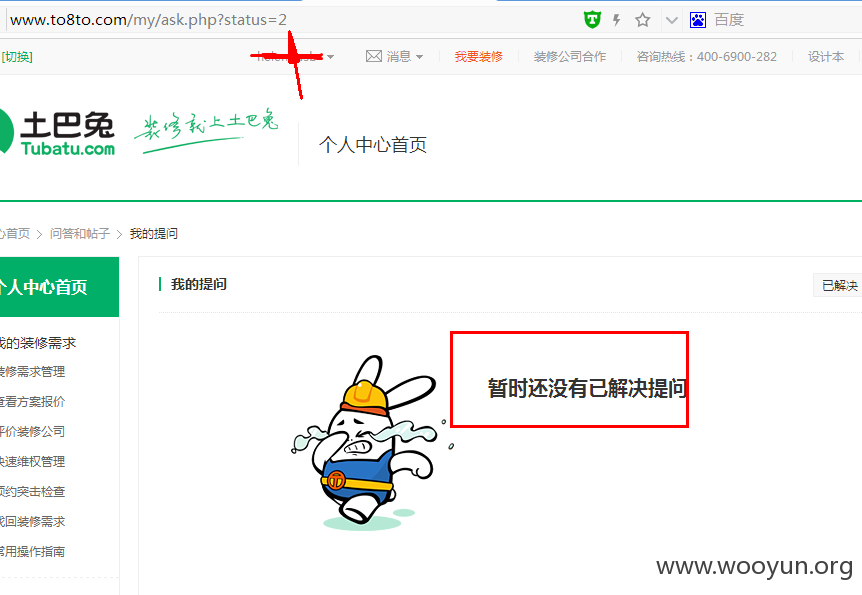 www.to8to.com/my/ask.php?status=2
百度
[切换]
消息
我要装修
装修公司合作
咨询热线：400-6900-282
设计本
土巴兔
Tubatu.com
装修就上土巴兔
个人中心首页
心首页 > 问答和帖子 > 我的提问
个人中心首页
我的提问
已解决
我的装修需求
装修需求管理
查看方案报价
评价装修公司
快速维权管理
预约突击检查
找回装修需求
常用操作指南
暂时还没有已解决提问
www.wooyun.org